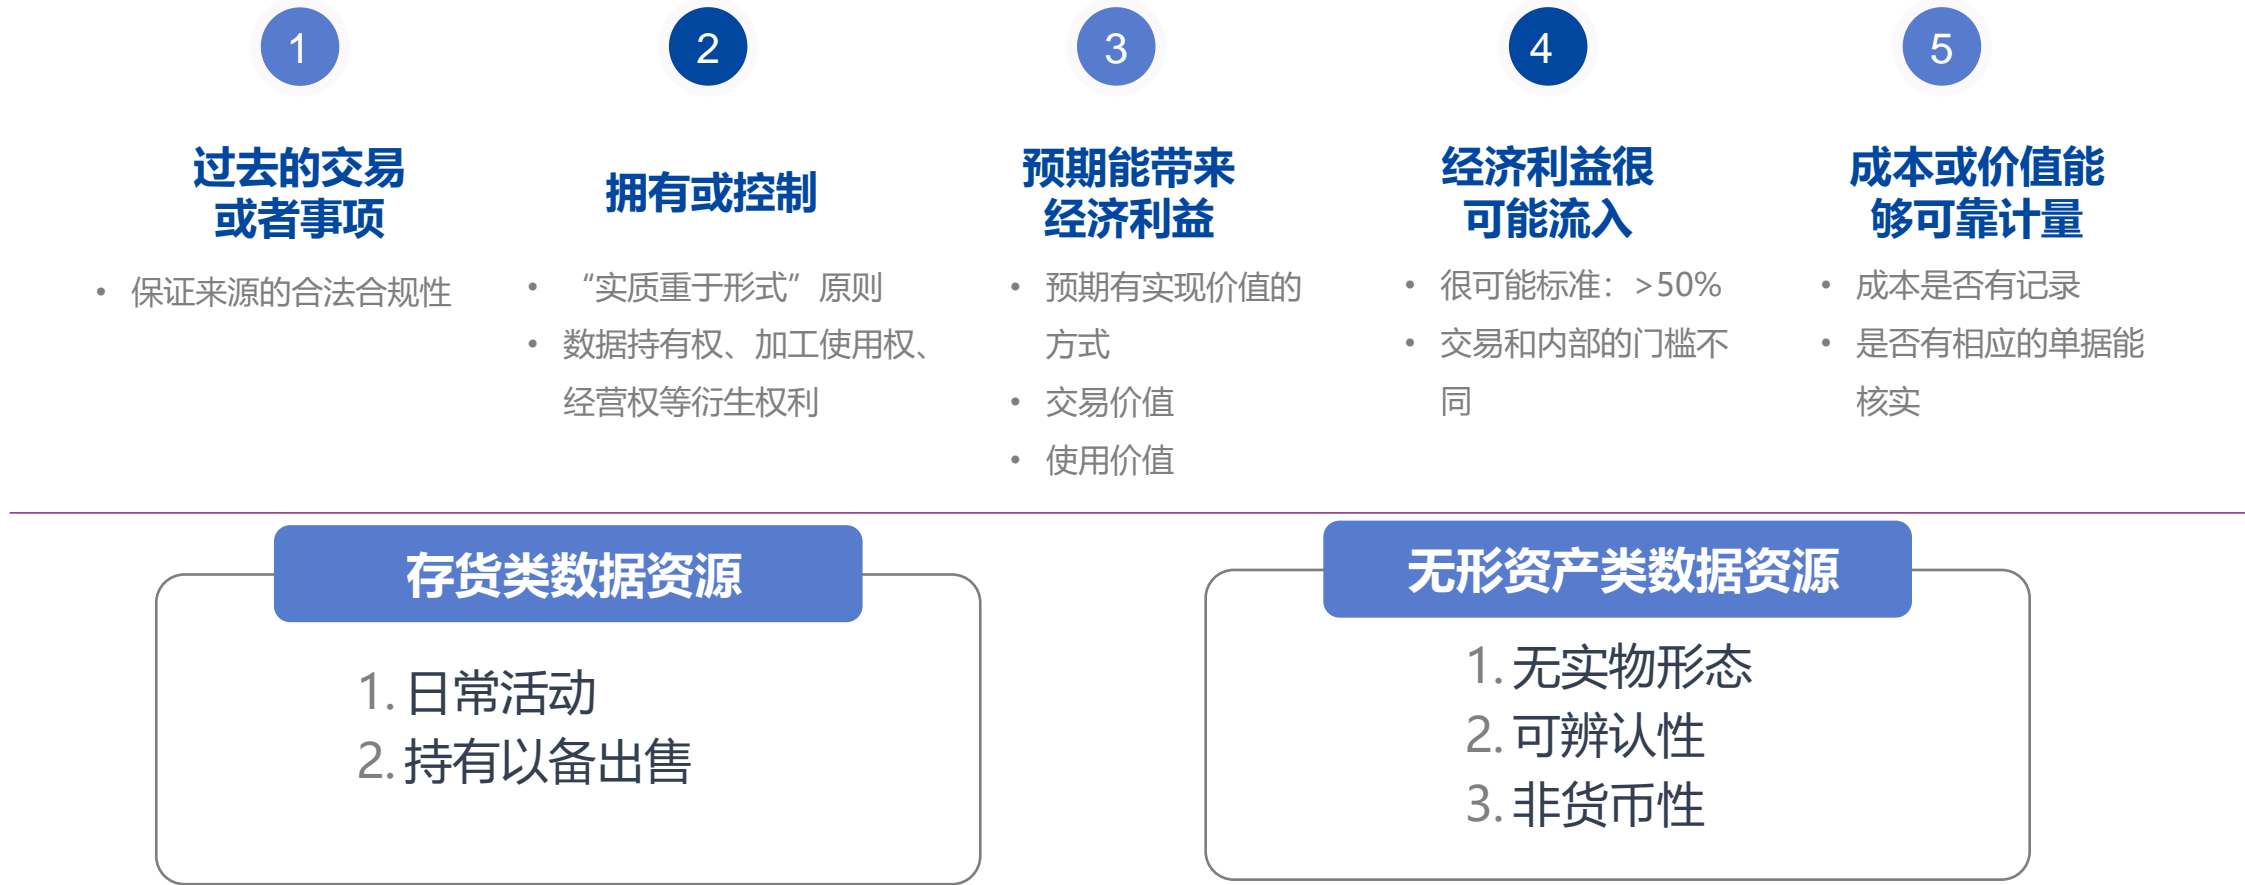 1
过去的交易
或者事项
• 保证来源的合法合规性
2
拥有或控制
• “实质重于形式”原则
• 数据持有权、加工使用权、
经营权等衍生权利
3
预期能带来
经济利益
• 预期有实现价值的
方式
• 交易价值
• 使用价值
4
经济利益很
可能流入
• 很可能标准：>50%
• 交易和内部的门槛不
同
5
成本或价值能
够可靠计量
• 成本是否有记录
• 是否有相应的单据能
核实
存货类数据资源
1. 日常活动
2. 持有以备出售
无形资产类数据资源
1. 无实物形态
2. 可辨认性
3. 非货币性